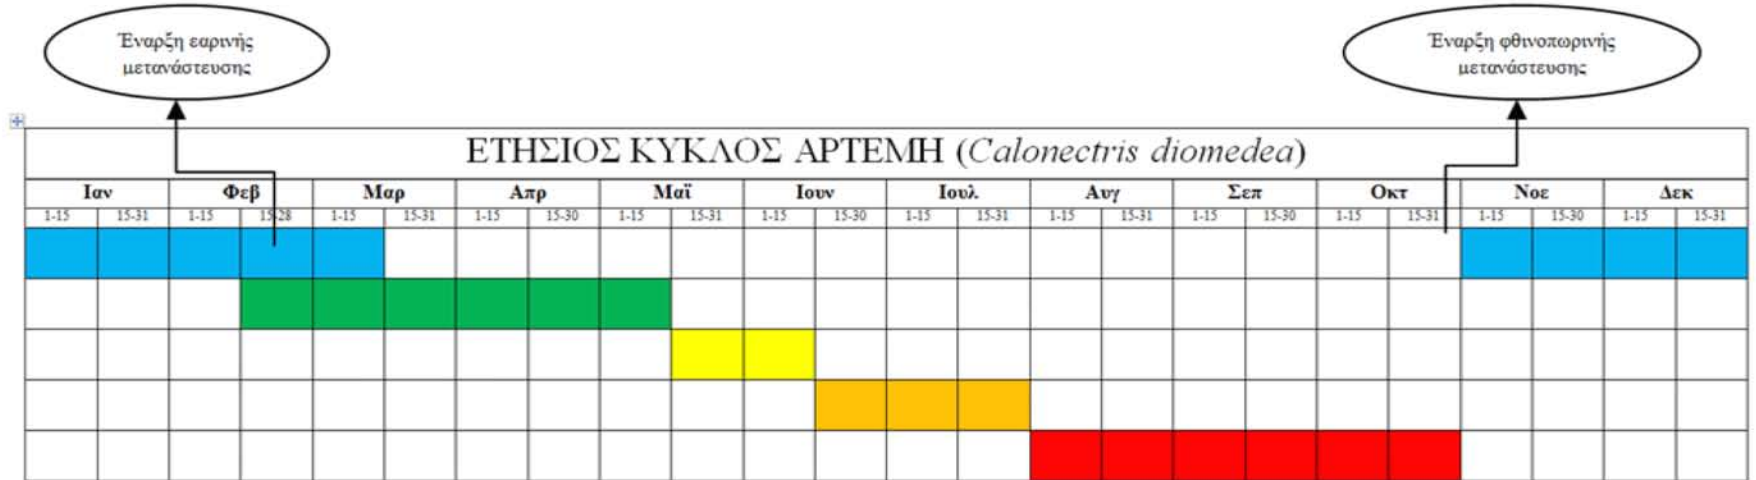 Έναρξη εαρινής
μετανάστευσης
Έναρξη φθινοπωρινής
μετανάστευσης
ΕΤΗΣΙΟΣ ΚΥΚΛΟΣ ΑΡΤΕΜΗ (Calonectris diomedea)
Ιαν Φεβ Μαρ Απρ Μαϊ Ιουν Ιουλ Αυγ Σεπ Οκτ Νοε Δεκ
1-15 15-31 1-15 15-28 1-15 15-31 1-15 15-30 1-15 15-31 1-15 15-30 1-15 15-31 1-15 15-31 1-15 15-30 1-15 15-31 1-15 15-30 1-15 15-31